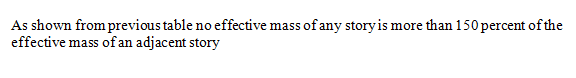 As shown from previous table no effective mass of any story is more than 150 percent of the
effective mass of an adjacent story